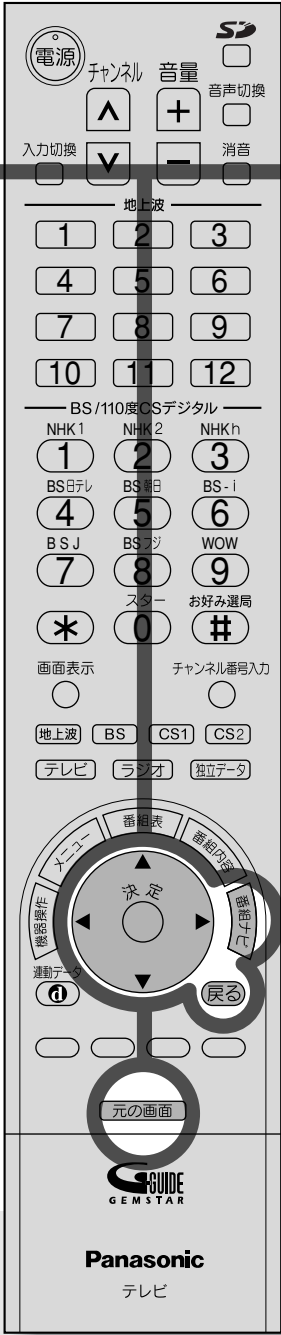 SD
電源
チャンネル 音量
音声切換
入力切換 消音
地上波
1 2 3
4 5 6
7 8 9
10 11 12
BS/110度CSデジタル
NHK1 NHK2 NHKh
1 2 3
BS日テレ BS朝日 BS-i
4 5 6
BSJ BSフジ WOW
7 8 9
スター お好み選局
* 0 #
画面表示 チャンネル番号入力
地上波 BS CS1 CS2
テレビ ラジオ 独立データ
機器操作 メニュー 番組表 番組内容 番組ナビ
決定
連動データ
d
戻る
元の画面
G-GUIDE
GEMSTAR
Panasonic
テレビ